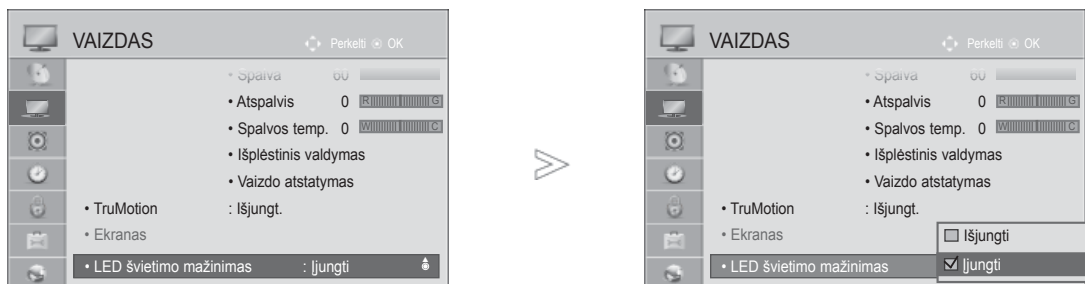 VAIZDAS
Perkelti OK
• Spalva 60
• Atspalvis 0 R G
• Spalvos temp. 0 W C
• Išplėstinis valdymas
• Vaizdo atstatymas
• TruMotion : Išjungt.
• Ekranas
• LED švietimo mažinimas : Įjungti
VAIZDAS
Perkelti OK
• Spalva 60
• Atspalvis 0 R G
• Spalvos temp. 0 W C
• Išplėstinis valdymas
• Vaizdo atstatymas
• TruMotion : Išjungt.
• Ekranas
• LED švietimo mažinimas
Išjungti
Įjungti